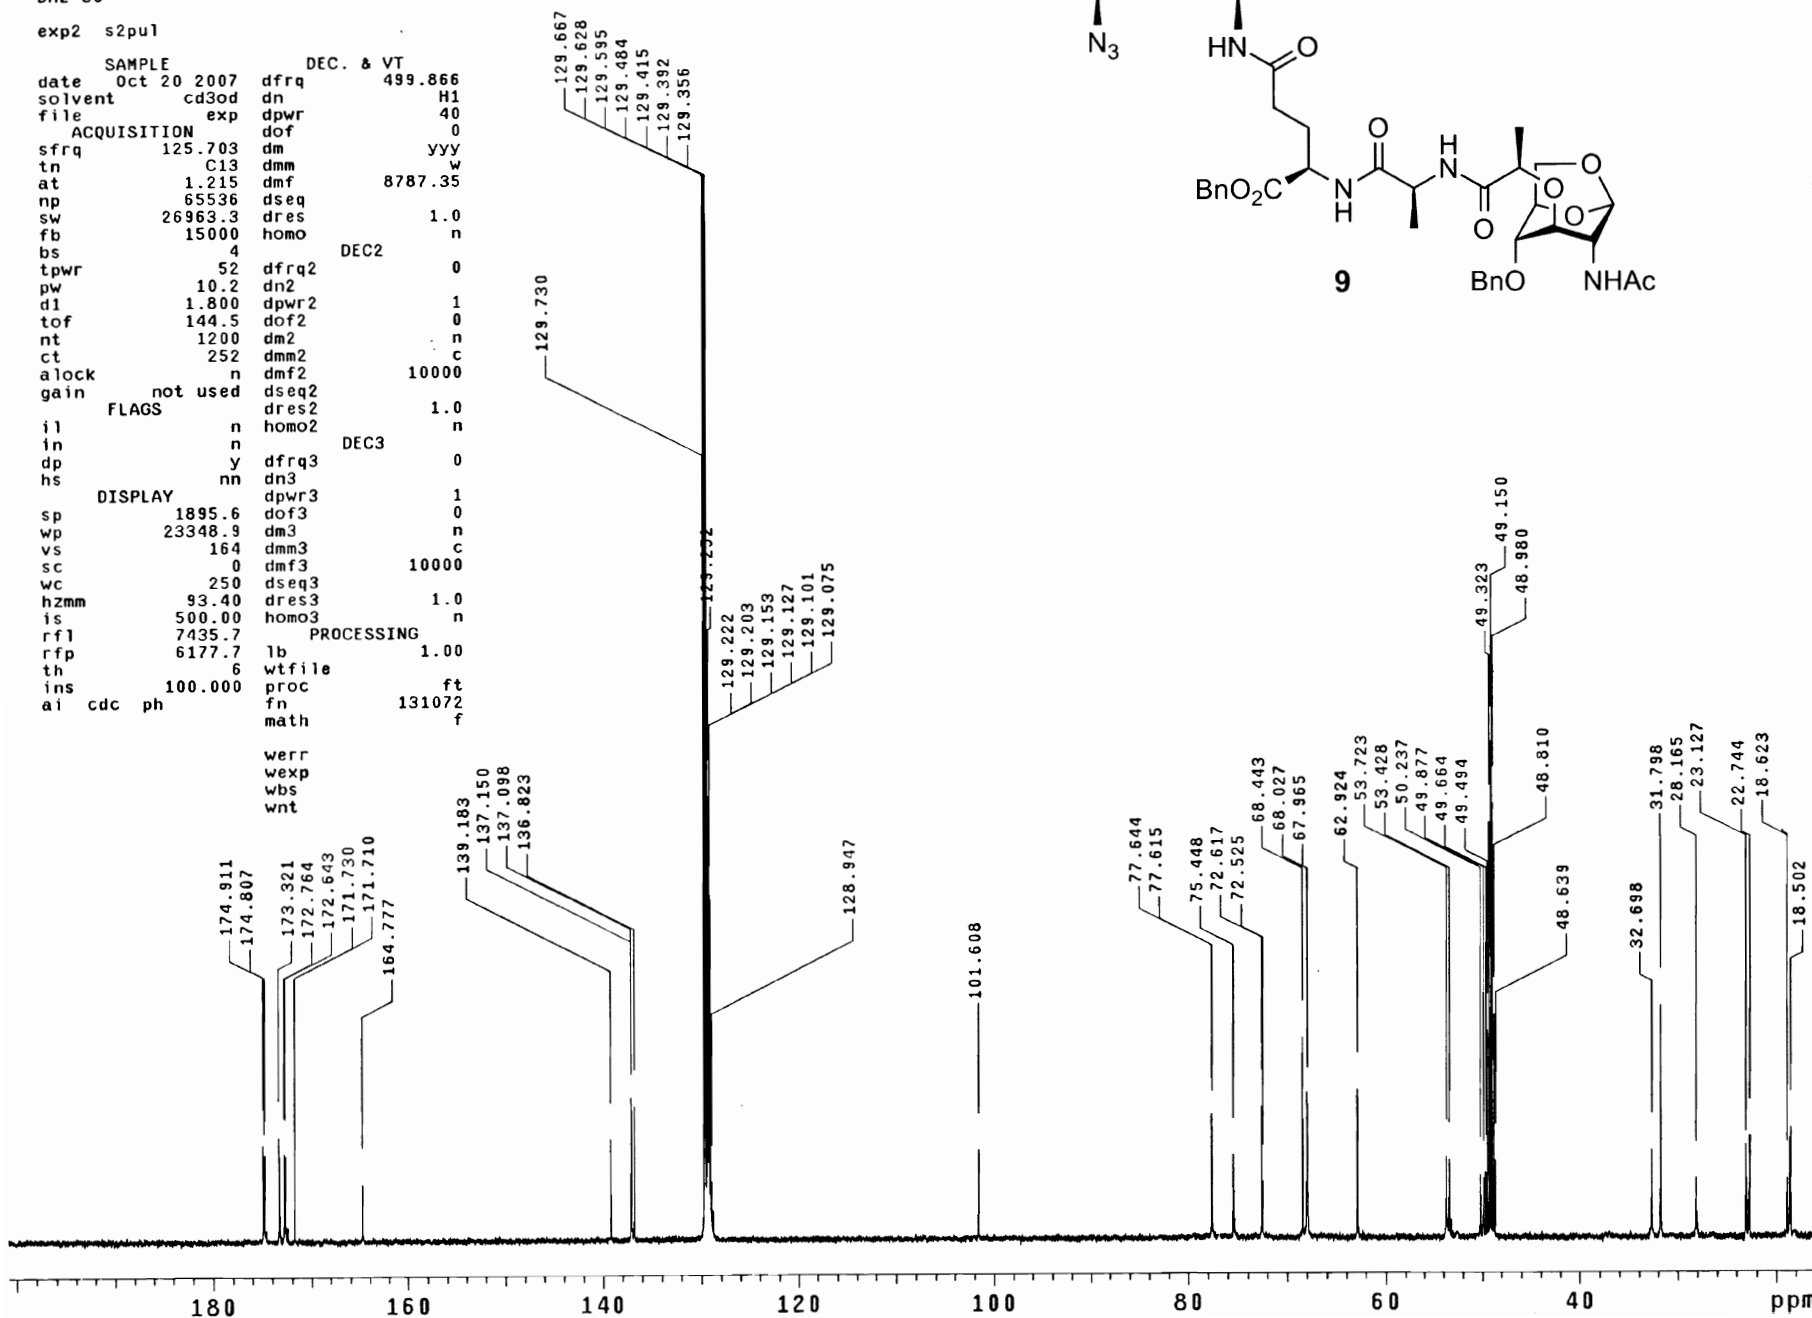 exp2 s2pul
SAMPLE DEC. & VT
date Oct 20 2007 dfrq 499.866
solvent cd3od dn H1
file exp dpwr 40
ACQUISITION dof 0
sfrq 125.703 dm yyy
tn C13 dmm w
at 1.215 dmf 8787.35
np 65536 dseq
sw 26963.3 dres 1.0
fb 15000 homo n
bs 4 DEC2
tpwr 52 dfrq2 0
pw 10.2 dn2
d1 1.800 dpwr2 1
tof 144.5 dof2 0
nt 1200 dm2 n
ct 252 dmm2 c
alock n dmf2 10000
gain not used dseq2
FLAGS dres2 1.0
il n homo2 n
in n DEC3
dp y dfrq3 0
hs nn dn3
DISPLAY dpwr3 1
sp 1895.6 dof3 0
wp 23348.9 dm3 n
vs 164 dmm3 c
sc 0 dmf3 10000
wc 250 dseq3
hzmm 93.40 dres3 1.0
is 500.00 homo3 n
rfl 7435.7 PROCESSING
rfp 6177.7 lb 1.00
th 6 wtfile
ins 100.000 proc ft
ai cdc ph fn 131072
math f
werr
wexp
wbs
wnt
N3
HN
O
O
H
N
O
BnO2C
N
H
O
O
O
BnO
NHAc
9
174.911
174.807
173.321
172.764
172.643
171.730
171.710
164.777
139.183
137.150
137.098
136.823
129.730
129.667
129.628
129.595
129.484
129.415
129.392
129.356
129.252
129.222
129.203
129.153
129.127
129.101
129.075
128.947
101.608
77.644
77.615
75.448
72.617
72.525
68.443
68.027
67.965
62.924
53.723
53.428
50.237
49.877
49.664
49.494
49.323
49.150
48.980
48.810
48.639
32.698
31.798
28.165
23.127
22.744
18.623
18.502
180 160 140 120 100 80 60 40 ppm